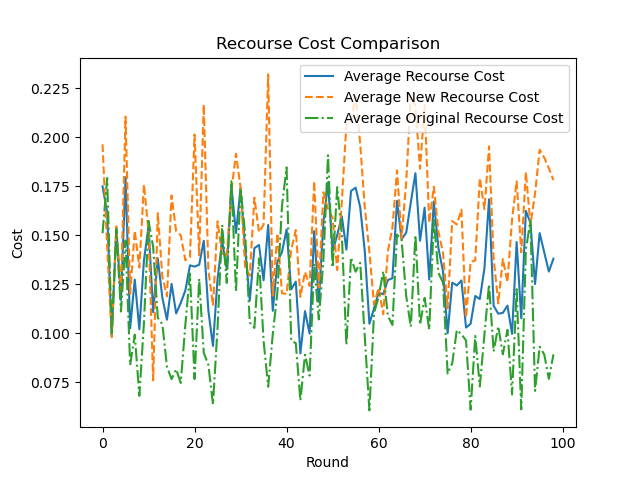 Recourse Cost Comparison
Average Recourse Cost
Average New Recourse Cost
Average Original Recourse Cost
Cost
0.225
0.200
0.175
0.150
0.125
0.100
0.075
0 20 40 60 80 100
Round